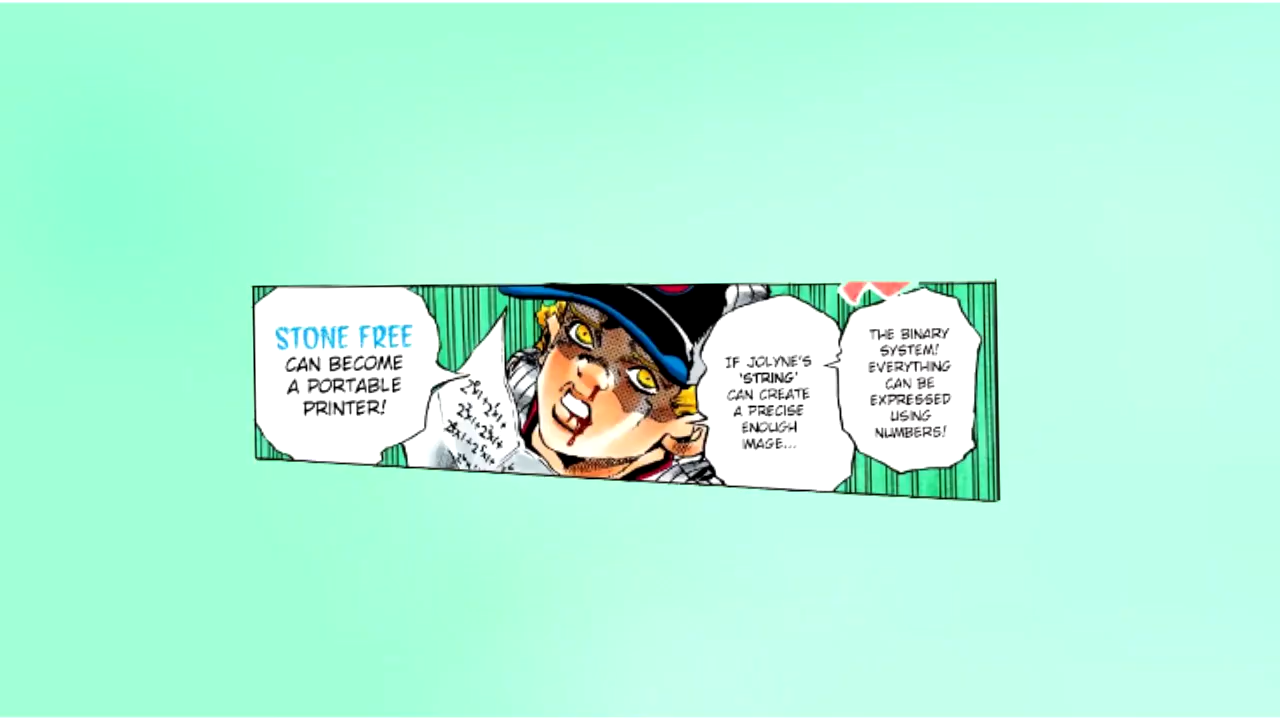 THE BINARY
SYSTEM!
EVERYTHING
CAN BE
EXPRESSED
USING
NUMBERS!
IF JOLYNE'S
'STRING'
CAN CREATE
A PRECISE
ENOUGH
IMAGE...
STONE FREE
CAN BECOME
A PORTABLE
PRINTER!